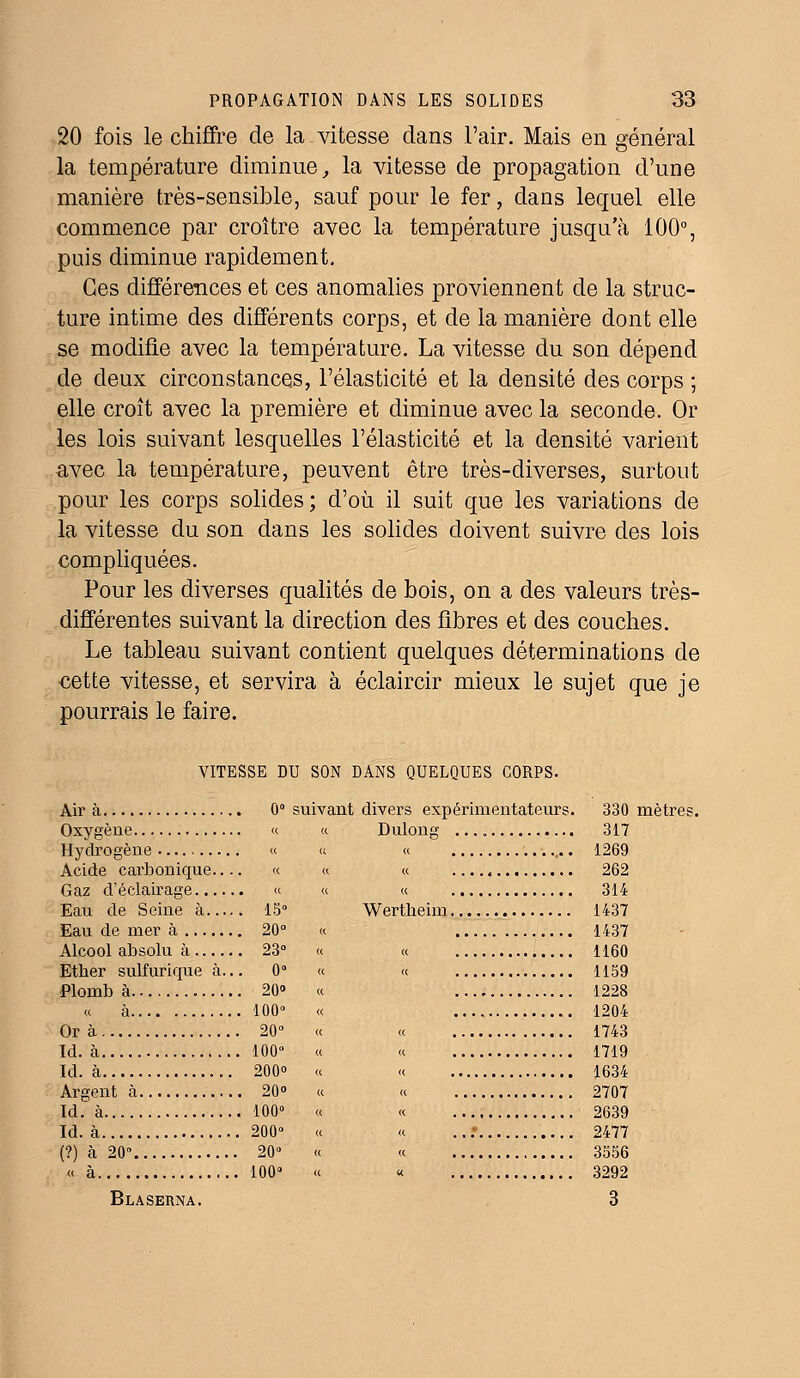 PROPAGATION DANS LES SOLIDES 33
20 fois le chiffre de la vitesse dans l'air. Mais en général
la température diminue, la vitesse de propagation d'une
manière très-sensible, sauf pour le fer, dans lequel elle
commence par croître avec la température jusqu'à 100°,
puis diminue rapidement.
Ces différences et ces anomalies proviennent de la struc-
ture intime des différents corps, et de la manière dont elle
se modifie avec la température. La vitesse du son dépend
de deux circonstances, l'élasticité et la densité des corps ;
elle croît avec la première et diminue avec la seconde. Or
les lois suivant lesquelles l'élasticité et la densité varient
avec la température, peuvent être très-diverses, surtout
pour les corps solides ; d'où il suit que les variations de
la vitesse du son dans les solides doivent suivre des lois
compliquées.
Pour les diverses qualités de bois, on a des valeurs très-
différentes suivant la direction des fibres et des couches.
Le tableau suivant contient quelques déterminations de
cette vitesse, et servira à éclaircir mieux le sujet que je
pourrais le faire.
VITESSE DU SON DANS QUELQUES CORPS.
Air à................ 0° suivant divers expérimentateurs. 330 mètres.
Oxygène............. « « Dulong .............. 317
Hydrogène .......... « « « .............. 1269
Acide carbonique.... « « « .............. 262
Gaz d'éclairage...... « « « .............. 314
Eau de Seine à..... 15° Wertheim.............. 1437
Eau de mer à ....... 20° « .............. 1437
Alcool absolu à...... 23° « « .............. 1160
Ether sulfurique à... 0° « « .............. 1159
Plomb à............. 20° « .............. 1228
« à............. 100° « .............. 1204
Or à................ 20° « « .............. 1743
Id. à................ 100° « « .............. 1719
Id. à................ 200° « « .............. 1634
Argent à............ 20° « « .............. 2707
Id. à................ 100° « « .............. 2639
Id. à................ 200° « « .............. 2477
(?) à 20°............ 20° « « .............. 3556
« à................ 100° « « .............. 3292
BLASERNA. 3